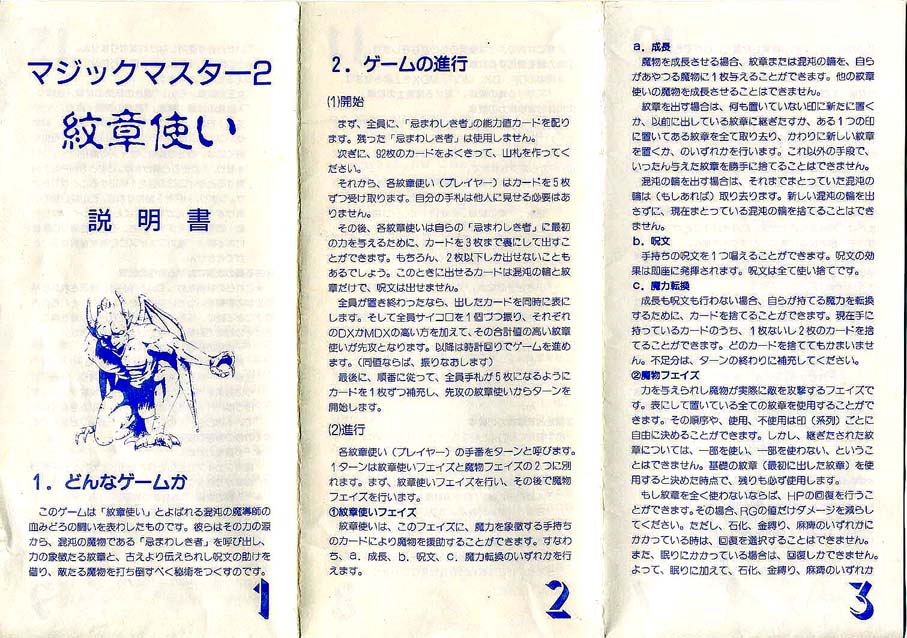 マジックマスター2
紋章使い
説明書
1．どんなゲームか
このゲームは「紋章使い」とよばれる混沌の魔導師の
血みどろの闘いを表わしたものです。彼らはその力の源
から、混沌の魔物である「忌まわしき者」を呼び出し、
力の象徴たる紋章と、古えより伝えられし呪文の助けを
借り、敵たる魔物を打ち倒すべく秘術をつくすのです。
1
2．ゲームの進行
(1)開始
まず、全員に、「忌まわしき者」の能力値カードを配り
ます。残った「忌まわしき者」は使用しません。
次ぎに、92枚のカードをよくきって、山札を作ってく
ださい。
それから、各紋章使い（プレイヤー）はカードを5枚
ずつ受け取ります。自分の手札は他人に見せる必要はあ
りません。
その後、各紋章使いは自らの「忌まわしき者」に最初
の力を与えるために、カードを3枚まで裏にして出すこ
とができます。もちろん、2枚以下しか出せないことも
あるでしょう。このときに出せるカードは混沌の輪と紋
章だけで、呪文は出せません。
全員が置き終わったなら、出したカードを同時に表に
します。そして全員サイコロを1個づつ振り、それぞれ
のDXかMDXの高い方を加えて、その合計値の高い紋章
使いが先攻となります。以降は時計回りでゲームを進め
ます。（同値ならば、振りなおします）
最後に、順番に従って、全員手札が5枚になるように
カードを1枚ずつ補充し、先攻の紋章使いからターンを
開始します。
(2)進行
各紋章使い（プレイヤー）の手番をターンと呼びます。
1ターンは紋章使いフェイズと魔物フェイズの2つに別
れます。まず、紋章使いフェイズを行い、その後で魔物
フェイズを行います。
①紋章使いフェイズ
紋章使いは、このフェイズに、魔力を象徴する手持ち
のカードにより魔物を援助することができます。すなわ
ち、a．成長、b．呪文、c．魔力転換のいずれかを行
えます。
2
a．成長
魔物を成長させる場合、紋章または混沌の輪を、自ら
があやつる魔物に1枚与えることができます。他の紋章
使いの魔物を成長させることはできません。
紋章を出す場合は、何も置いていない印に新たに置く
か、以前に出している紋章に継ぎたすか、ある1つの印
に置いてある紋章を全て取り去り、かわりに新しい紋章
を置くか、のいずれかを行います。これ以外の手段で、
いったん与えた紋章を勝手に捨てることはできません。
混沌の輪を出す場合は、それまでまとっていた混沌の
輪は（もしあれば）取り去ります。新しい混沌の輪を出
さずに、現在まとっている混沌の輪を捨てることはでき
ません。
b．呪文
手持ちの呪文を1つ唱えることができます。呪文の効
果は即座に発揮されます。呪文は全て使い捨てです。
c．魔力転換
成長も呪文も行わない場合、自らが持てる魔力を転換
するために、カードを捨てることができます。現在手に
持っているカードのうち、1枚ないし2枚のカードを捨
てることができます。どのカードを捨ててもかまいませ
ん。不足分は、ターンの終わりに補充してください。
②魔物フェイズ
力を与えられし魔物が実際に敵を攻撃するフェイズで
す。表にして置いている全ての紋章を使用することがで
きます。その順序や、使用、不使用は印（系列）ごとに
自由に決めることができます。しかし、継ぎたされた紋
章については、一部を使い、一部を使わない、というこ
とはできません。基礎の紋章（最初に出した紋章）を使
用すると決めた時点で、残りも必ず使用します。
もし紋章を全く使わないならば、HPの回復を行うこ
とができます。その場合、RGの値だけダメージを減らし
てください。ただし、石化、金縛り、麻痺のいずれかに
かかっている時は、回復を選択することはできません。
また、眠りにかかっている場合は、回復しかできません。
よって、眠りに加えて、石化、金縛り、麻痺のいずれか
3